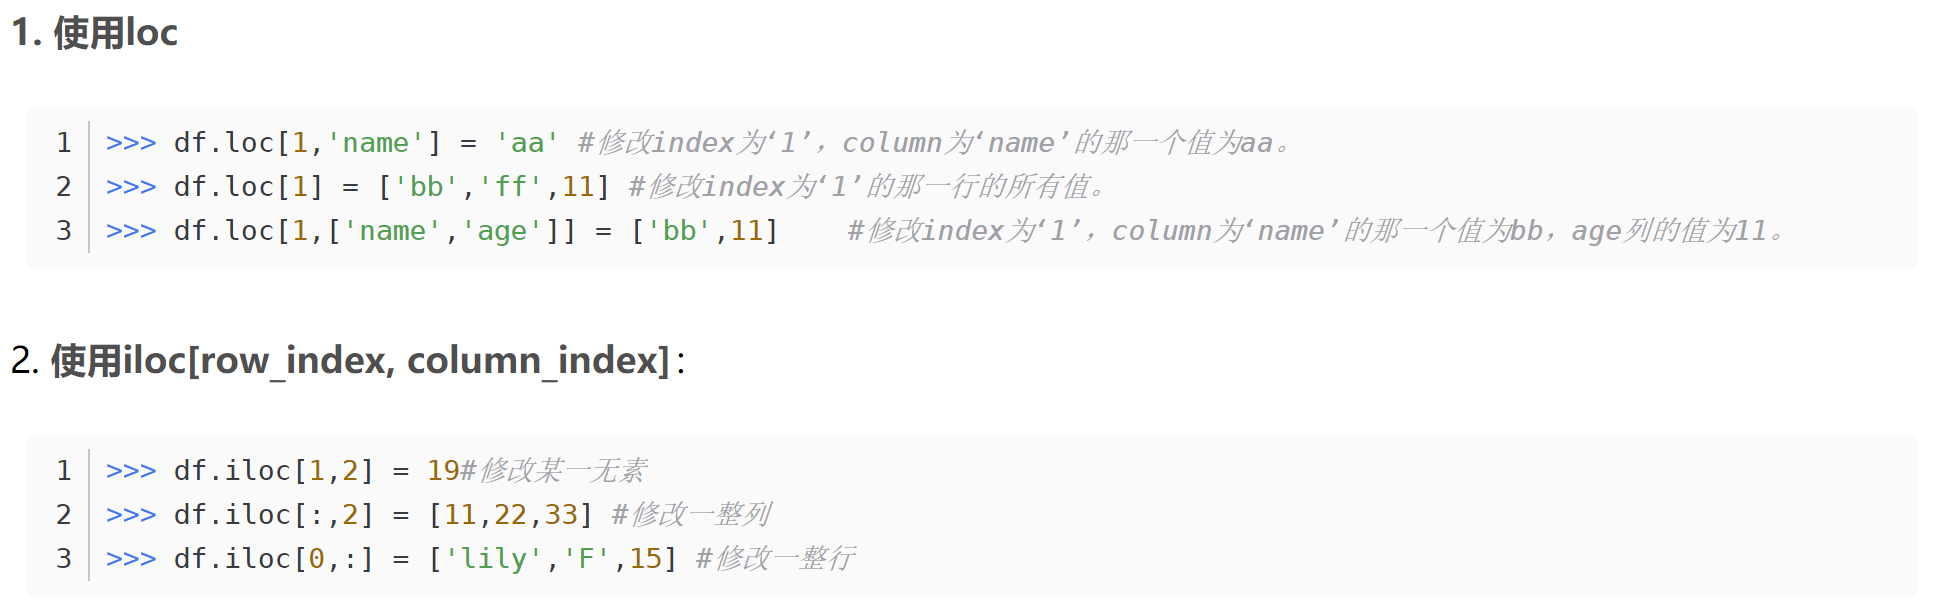 1. 使用loc
1 >>> df.loc[1,'name'] = 'aa' #修改index为‘1’，column为‘name’的那一个值为aa。
2 >>> df.loc[1] = ['bb','ff',11] #修改index为‘1’的那一行的所有值。
3 >>> df.loc[1,['name','age']] = ['bb',11]    #修改index为‘1’，column为‘name’的那一个值为bb，age列的值为11。
2. 使用iloc[row_index, column_index]：
1 >>> df.iloc[1,2] = 19#修改某一无素
2 >>> df.iloc[:,2] = [11,22,33] #修改一整列
3 >>> df.iloc[0,:] = ['lily','F',15] #修改一整行